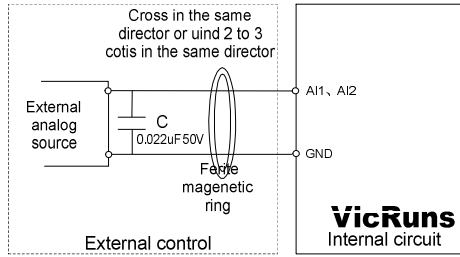 Cross in the same
director or uind 2 to 3
cotis in the same director
External
analog
source
C
0.022uF50V
AI1、AI2
GND
Ferite
magenetic
ring
VicRuns
Internal circuit
External control